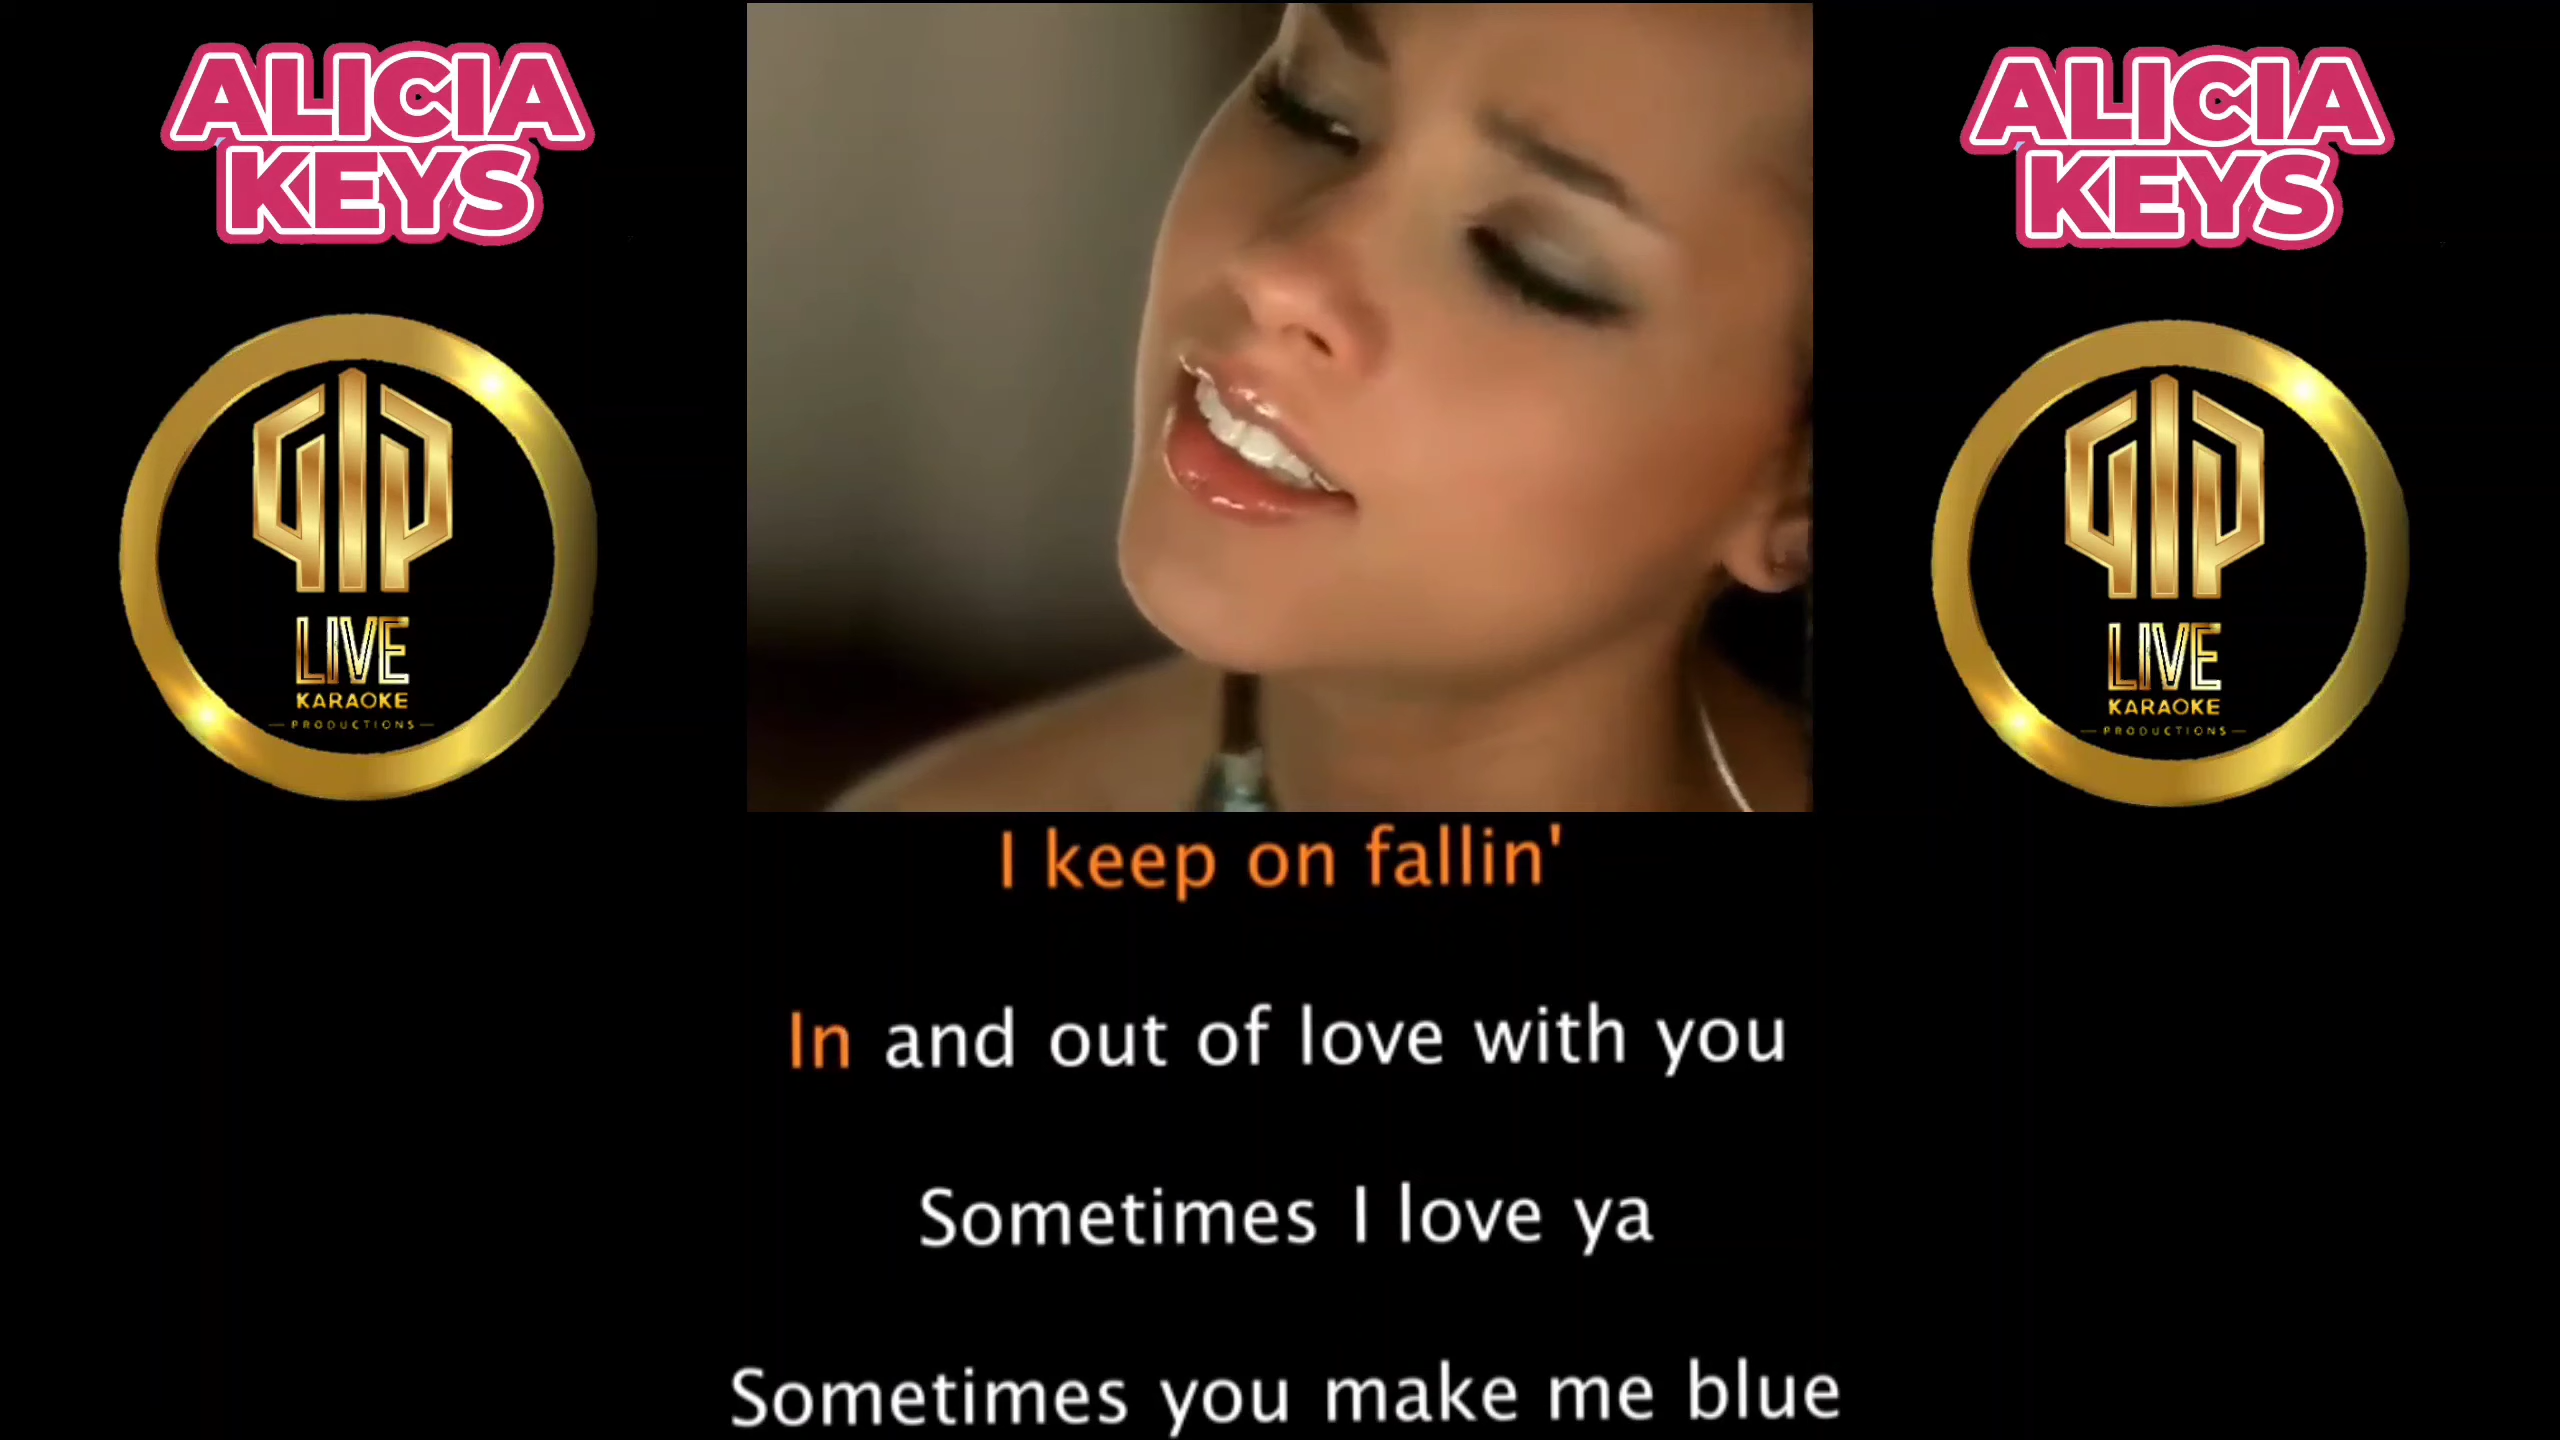 ALICIA
KEYS
LIVE
KARAOKE
PRODUCTIONS
ALICIA
KEYS
LIVE
KARAOKE
PRODUCTIONS
I keep on fallin'
In and out of love with you
Sometimes I love ya
Sometimes you make me blue